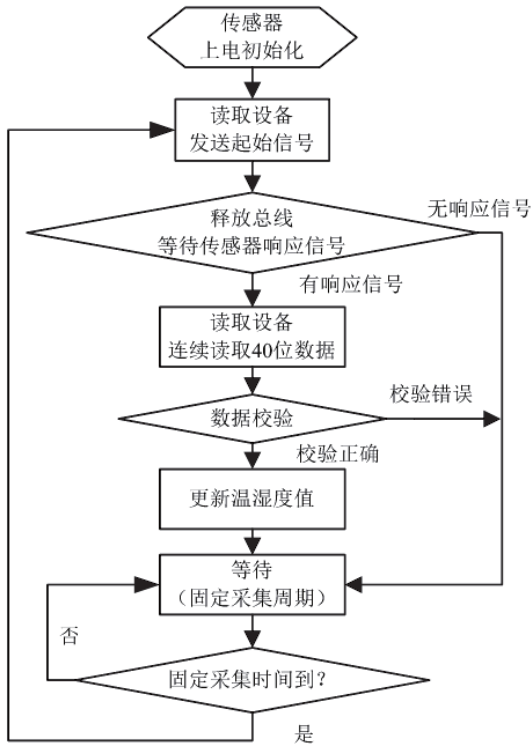 传感器
上电初始化
读取设备
发送起始信号
无响应信号
释放总线
等待传感器响应信号
有响应信号
读取设备
连续读取40位数据
校验错误
数据校验
校验正确
更新温湿度值
等待
（固定采集周期）
否
固定采集时间到?
是